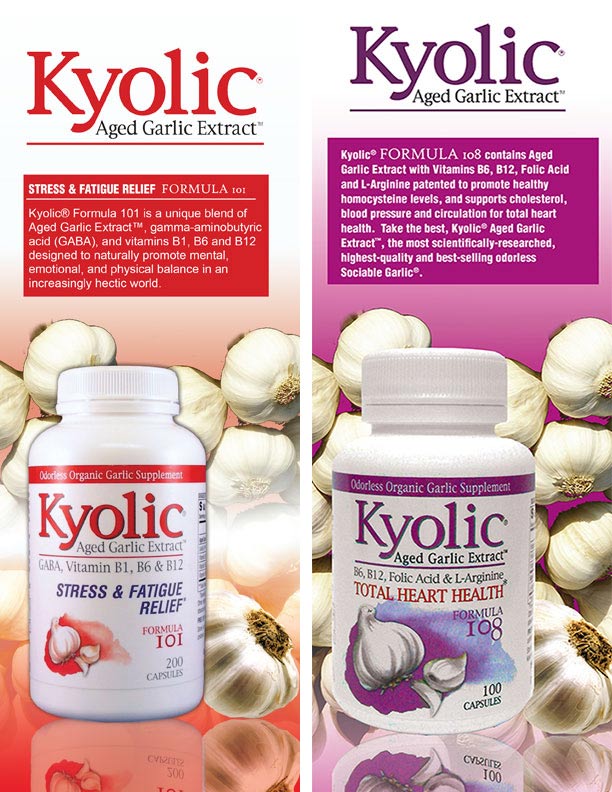 Kyolic®
Aged Garlic Extract™
STRESS & FATIGUE RELIEF FORMULA 101
Kyolic® Formula 101 is a unique blend of
Aged Garlic Extract™, gamma-aminobutyric
acid (GABA), and vitamins B1, B6 and B12
designed to naturally promote mental,
emotional, and physical balance in an
increasingly hectic world.
Odorless Organic Garlic Supplement
Kyolic®
Aged Garlic Extract™
GABA, Vitamin B1, B6 & B12
STRESS & FATIGUE
RELIEF*
FORMULA
101
200
CAPSULES
CAPSULES
200
Kyolic®
Aged Garlic Extract™
Kyolic® FORMULA 108 contains Aged
Garlic Extract with Vitamins B6, B12, Folic Acid
and L-Arginine patented to promote healthy
homocysteine levels, and supports cholesterol,
blood pressure and circulation for total heart
health. Take the best, Kyolic® Aged Garlic
Extract™, the most scientifically-researched,
highest-quality and best-selling odorless
Sociable Garlic®.
Odorless Organic Garlic Supplement
Kyolic®
Aged Garlic Extract™
B6, B12, Folic Acid & L-Arginine
TOTAL HEART HEALTH*
FORMULA
108
100
CAPSULES
CAPSULES
100